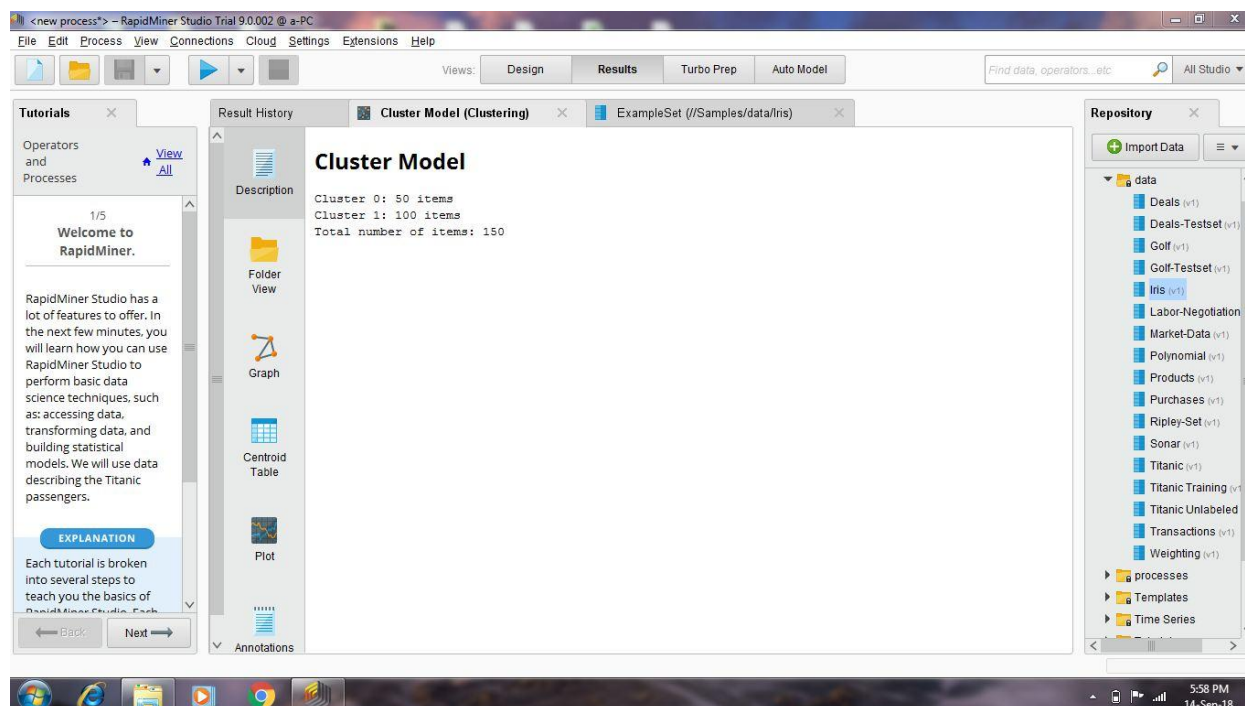 <new process*> – RapidMiner Studio Trial 9.0.002 @ a-PC
File Edit Process View Connections Cloud Settings Extensions Help
Views: Design Results Turbo Prep Auto Model
Find data, operators...etc
All Studio
Tutorials
Operators
and
Processes
View
All
1/5
Welcome to
RapidMiner.
RapidMiner Studio has a
lot of features to offer. In
the next few minutes, you
will learn how you can use
RapidMiner Studio to
perform basic data
science techniques, such
as: accessing data,
transforming data, and
building statistical
models. We will use data
describing the Titanic
passengers.
EXPLANATION
Each tutorial is broken
into several steps to
teach you the basics of
RapidMiner Studio. Each
Back Next
Result History
Cluster Model (Clustering)
ExampleSet (//Samples/data/Iris)
Description
Folder
View
Graph
Centroid
Table
Plot
Annotations
Cluster Model
Cluster 0: 50 items
Cluster 1: 100 items
Total number of items: 150
Repository
Import Data
data
Deals (v1)
Deals-Testset (v1)
Golf (v1)
Golf-Testset (v1)
Iris (v1)
Labor-Negotiation
Market-Data (v1)
Polynomial (v1)
Products (v1)
Purchases (v1)
Ripley-Set (v1)
Sonar (v1)
Titanic (v1)
Titanic Training (v1
Titanic Unlabeled
Transactions (v1)
Weighting (v1)
processes
Templates
Time Series
5:58 PM
14-Sep-18